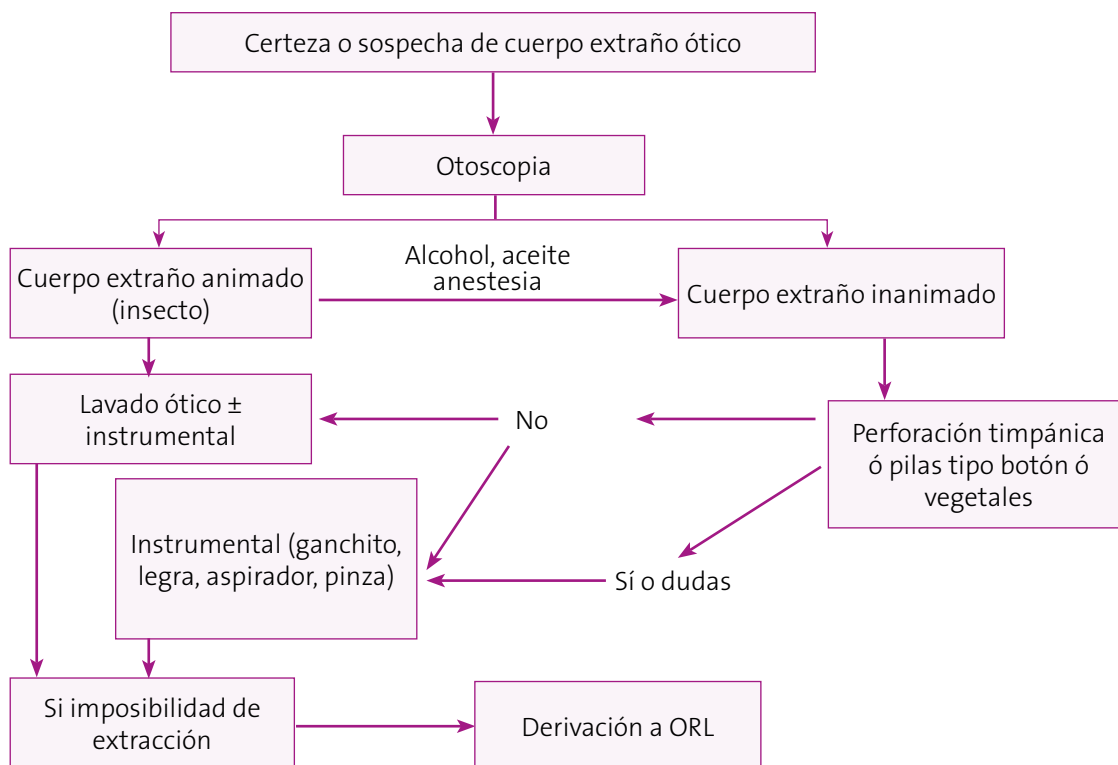 Certeza o sospecha de cuerpo extraño ótico
Otoscopia
Cuerpo extraño animado
(insecto)
Alcohol, aceite
anestesia
Cuerpo extraño inanimado
Lavado ótico ±
instrumental
No
Perforación timpánica
ó pilas tipo botón ó
vegetales
Instrumental (ganchito,
legra, aspirador, pinza)
Sí o dudas
Si imposibilidad de
extracción
Derivación a ORL